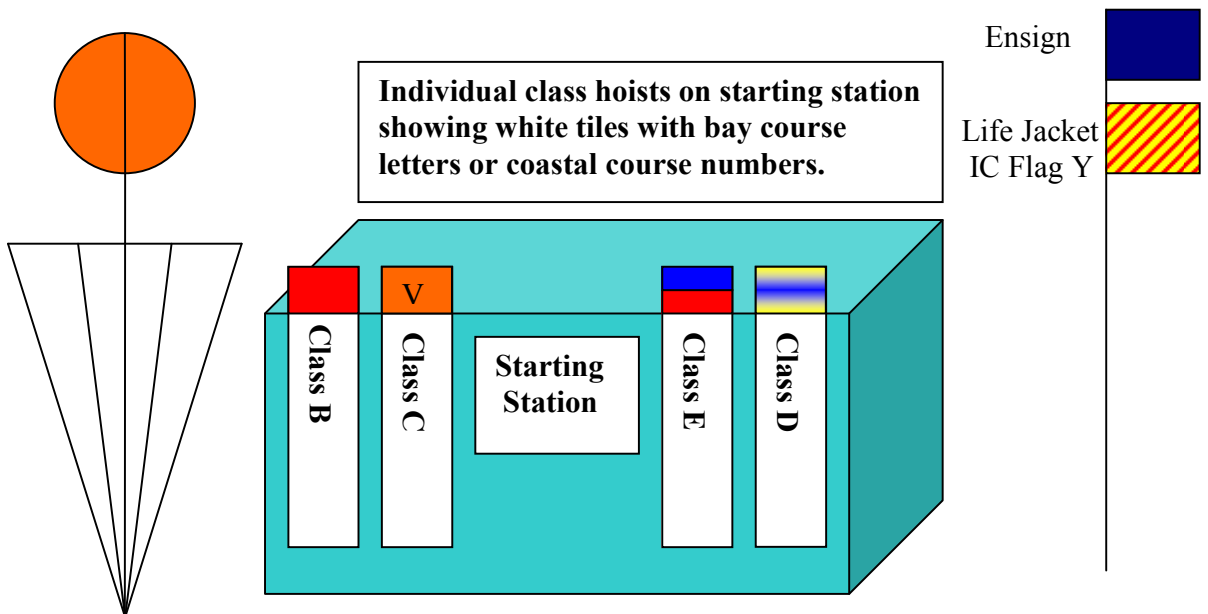 Ensign
Individual class hoists on starting station
showing white tiles with bay course
letters or coastal course numbers.
Life Jacket
IC Flag Y
V
Class B
Class C
Starting
Station
Class E
Class D